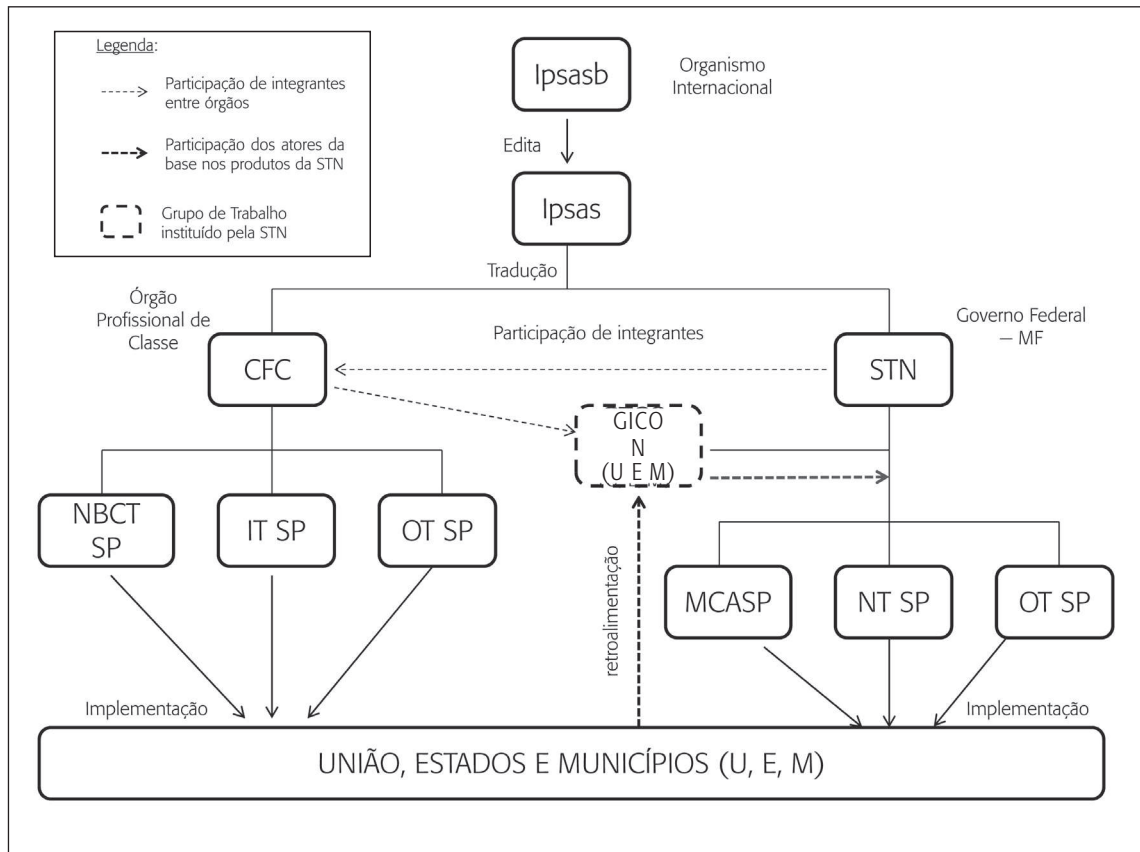 Legenda:
Participação de integrantes
entre órgãos
Participação dos atores da
base nos produtos da STN
Grupo de Trabalho
instituído pela STN
Ipsasb
Organismo
Internacional
Edita
Ipsas
Tradução
Órgão
Profissional de
Classe
CFC
Participação de integrantes
STN
Governo Federal
– MF
GICO
N
(U E M)
NBCT
SP
IT SP
OT SP
retroalimentação
MCASP
NT SP
OT SP
Implementação
Implementação
UNIÃO, ESTADOS E MUNICÍPIOS (U, E, M)